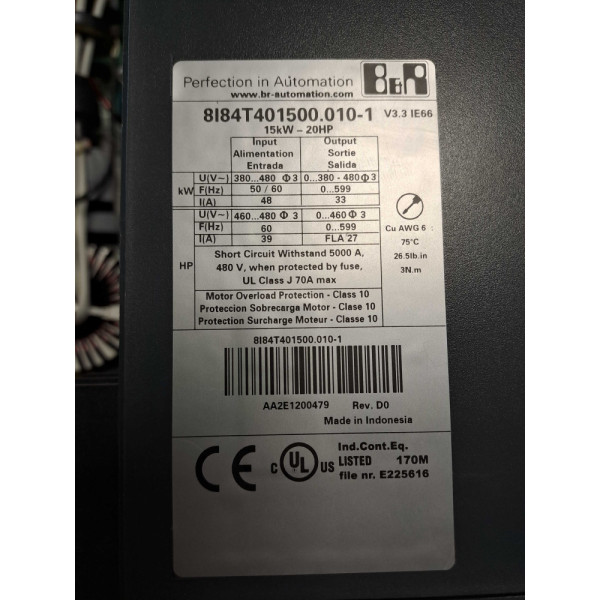 Perfection in Automation B&R
www.br-automation.com
8I84T401500.010-1 V3.3 IE66
15kW - 20HP
Input Output
Alimentation Sortie
Entrada Salida
kW U(V~) 380...480 Φ 3 0...380 - 480Φ 3
F(Hz) 50 / 60 0...599
I(A) 48 33
HP U(V~) 460...480 Φ 3 0...460 Φ 3
F(Hz) 60 0...599
I(A) 39 FLA 27
Short Circuit Withstand 5000 A,
480 V, when protected by fuse,
UL Class J 70A max
Cu AWG 6 :
75°C
26.5lb.in
3N.m
Motor Overload Protection - Class 10
Proteccion Sobrecarga Motor - Clase 10
Protection Surcharge Moteur - Classe 10
8I84T401500.010-1
AA2E1200479 Rev. D0
Made in Indonesia
CE c UL US Ind.Cont.Eq.
LISTED 170M
file nr. E225616